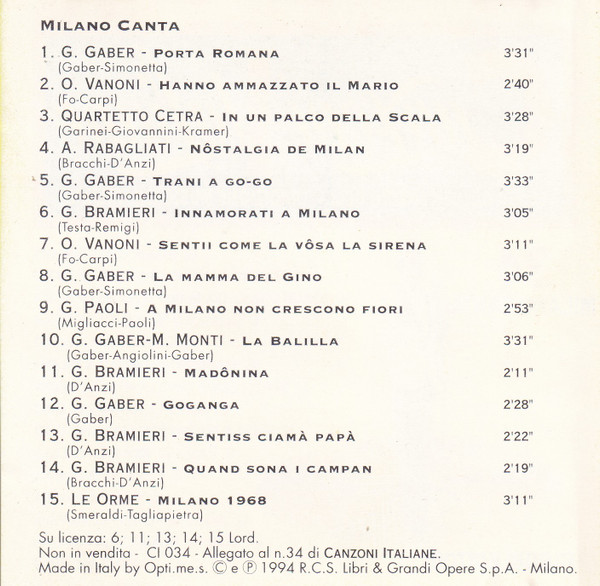 MILANO CANTA
1. G. GABER - PORTA ROMANA 3'31"
(Gaber-Simonetta)
2. O. VANONI - HANNO AMMAZZATO IL MARIO 2'40"
(Fo-Carpi)
3. QUARTETTO CETRA - IN UN PALCO DELLA SCALA 3'28"
(Garinei-Giovannini-Kramer)
4. A. RABAGLIATI - NÔSTALGIA DE MILAN 3'19"
(Bracchi-D'Anzi)
5. G. GABER - TRANI A GO-GO 3'33"
(Gaber-Simonetta)
6. G. BRAMIERI - INNAMORATI A MILANO 3'05"
(Testa-Remigi)
7. O. VANONI - SENTII COME LA VÔSA LA SIRENA 3'11"
(Fo-Carpi)
8. G. GABER - LA MAMMA DEL GINO 3'06"
(Gaber-Simonetta)
9. G. PAOLI - A MILANO NON CRESCONO FIORI 2'53"
(Migliacci-Paoli)
10. G. GABER-M. MONTI - LA BALILLA 3'31"
(Gaber-Angiolini-Gaber)
11. G. BRAMIERI - MADÔNINA 2'11"
(D'Anzi)
12. G. GABER - GOGANGA 2'28"
(Gaber)
13. G. BRAMIERI - SENTISS CIAMÀ PAPÀ 2'22"
(D'Anzi)
14. G. BRAMIERI - QUAND SONA I CAMPAN 2'19"
(Bracchi-D'Anzi)
15. LE ORME - MILANO 1968 3'11"
(Smeraldi-Tagliapietra)
Su licenza: 6; 11; 13; 14; 15 Lord.
Non in vendita - CI 034 - Allegato al n.34 di CANZONI ITALIANE.
Made in Italy by Opti.me.s. © e ℗ 1994 R.C.S. Libri & Grandi Opere S.p.A. - Milano.